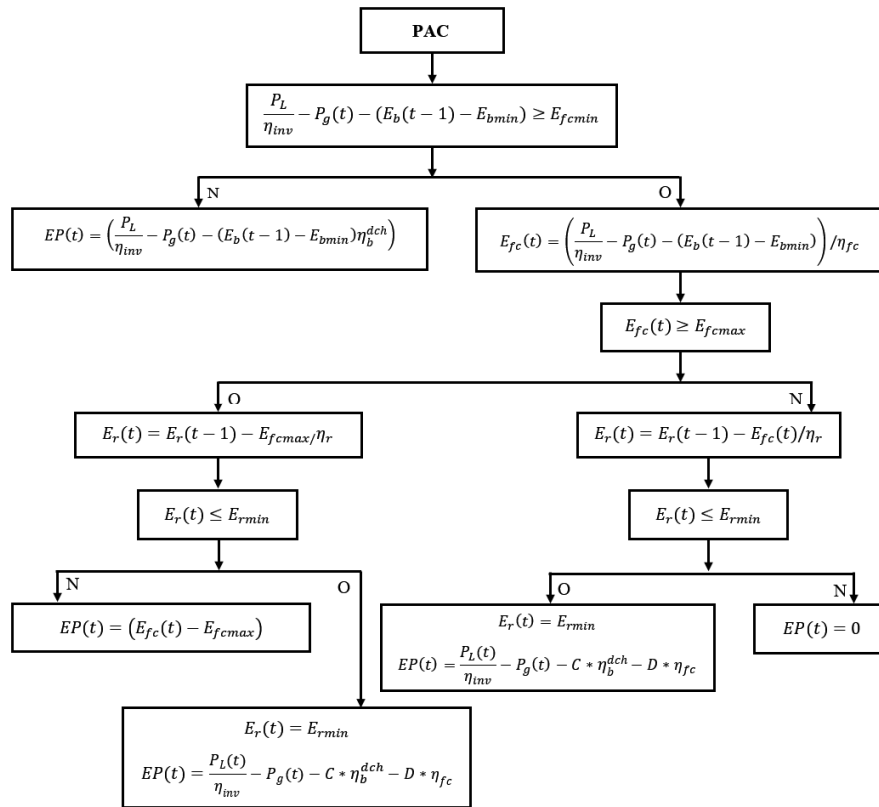 PAC
P_L/η_inv − P_g(t) − (E_b(t − 1) − E_bmin) ≥ E_fcmin
N
O
EP(t) = (P_L/η_inv − P_g(t) − (E_b(t − 1) − E_bmin)η_b^dch)
E_fc(t) = (P_L/η_inv − P_g(t) − (E_b(t − 1) − E_bmin))/η_fc
E_fc(t) ≥ E_fcmax
O
N
E_r(t) = E_r(t − 1) − E_fcmax/η_r
E_r(t) = E_r(t − 1) − E_fc(t)/η_r
E_r(t) ≤ E_rmin
E_r(t) ≤ E_rmin
N
O
O
N
EP(t) = (E_fc(t) − E_fcmax)
E_r(t) = E_rmin
EP(t) = P_L(t)/η_inv − P_g(t) − C * η_b^dch − D * η_fc
EP(t) = 0
E_r(t) = E_rmin
EP(t) = P_L(t)/η_inv − P_g(t) − C * η_b^dch − D * η_fc